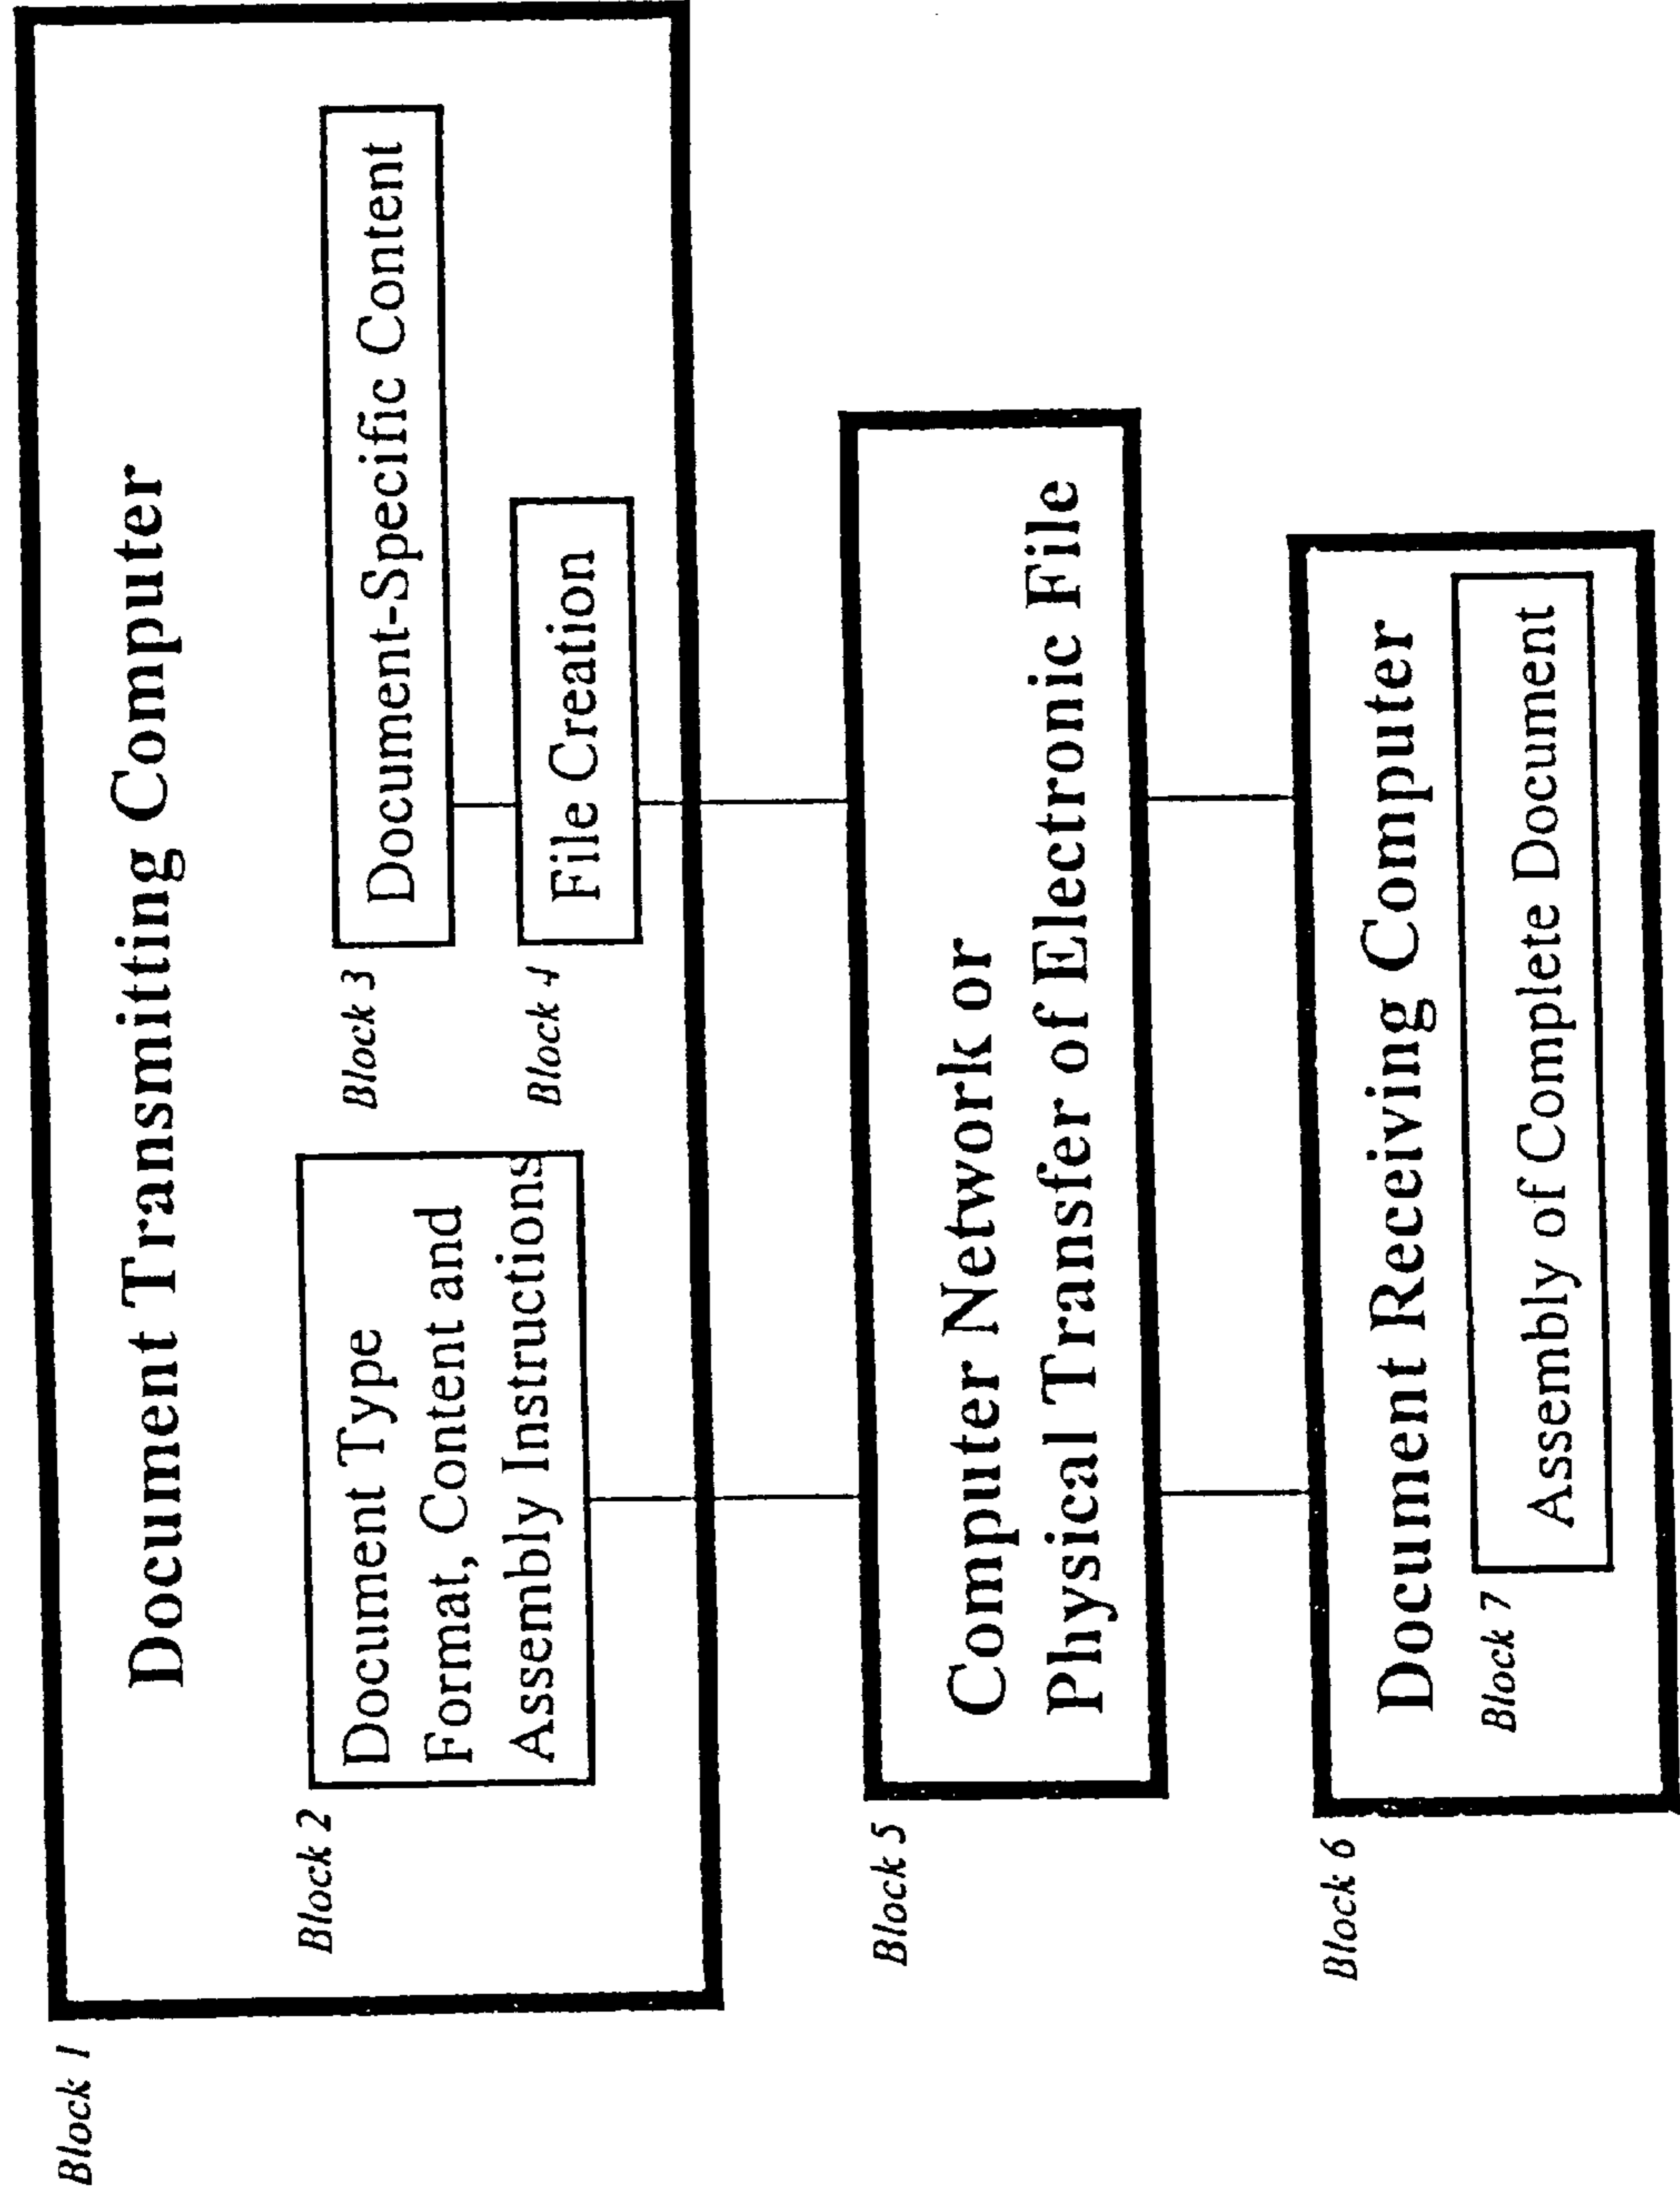 Block 1
Document Transmitting Computer
Block 2
Document Type
Format, Content and
Assembly Instructions
Block 3
Document-Specific Content
Block 4
File Creation
Block 5
Computer Network or
Physical Transfer of Electronic File
Block 6
Document Receiving Computer
Block 7
Assembly of Complete Document